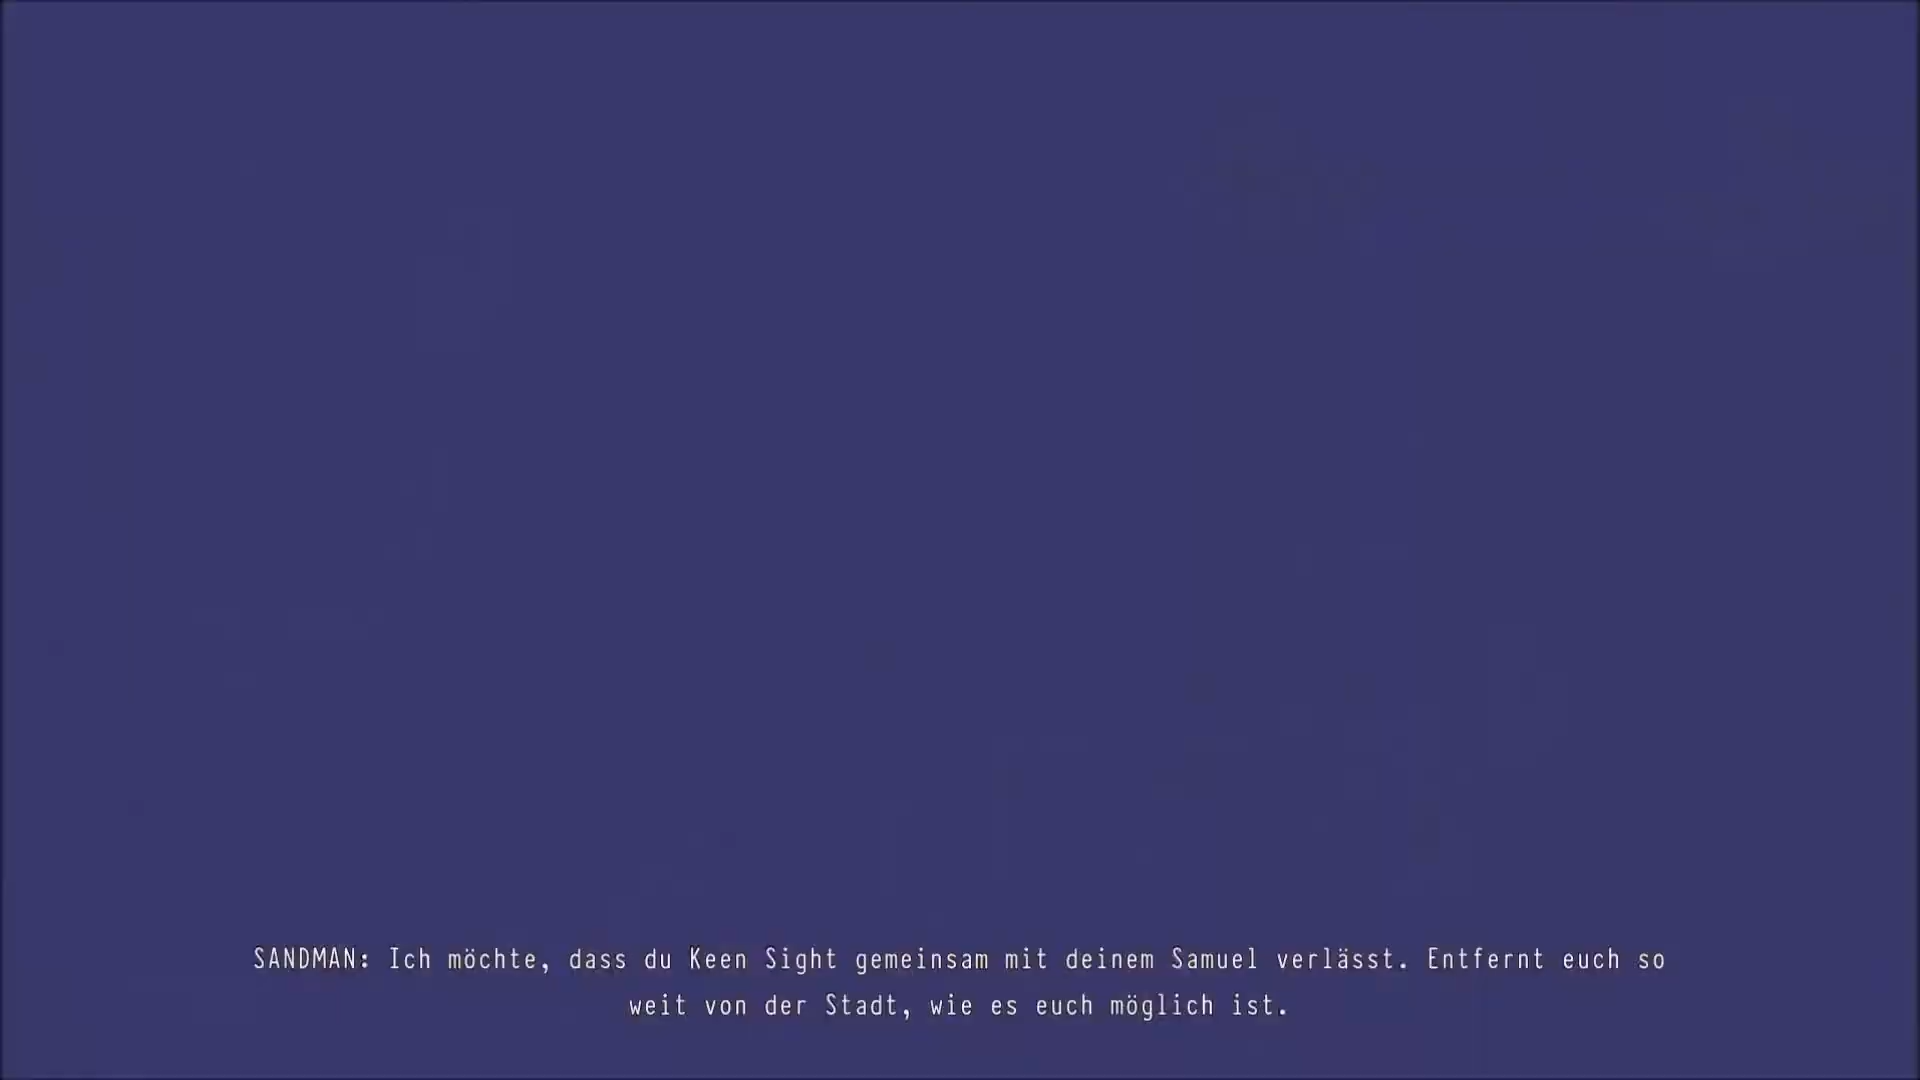 SANDMAN: Ich möchte, dass du Keen Sight gemeinsam mit deinem Samuel verlässt. Entfernt euch so
weit von der Stadt, wie es euch möglich ist.